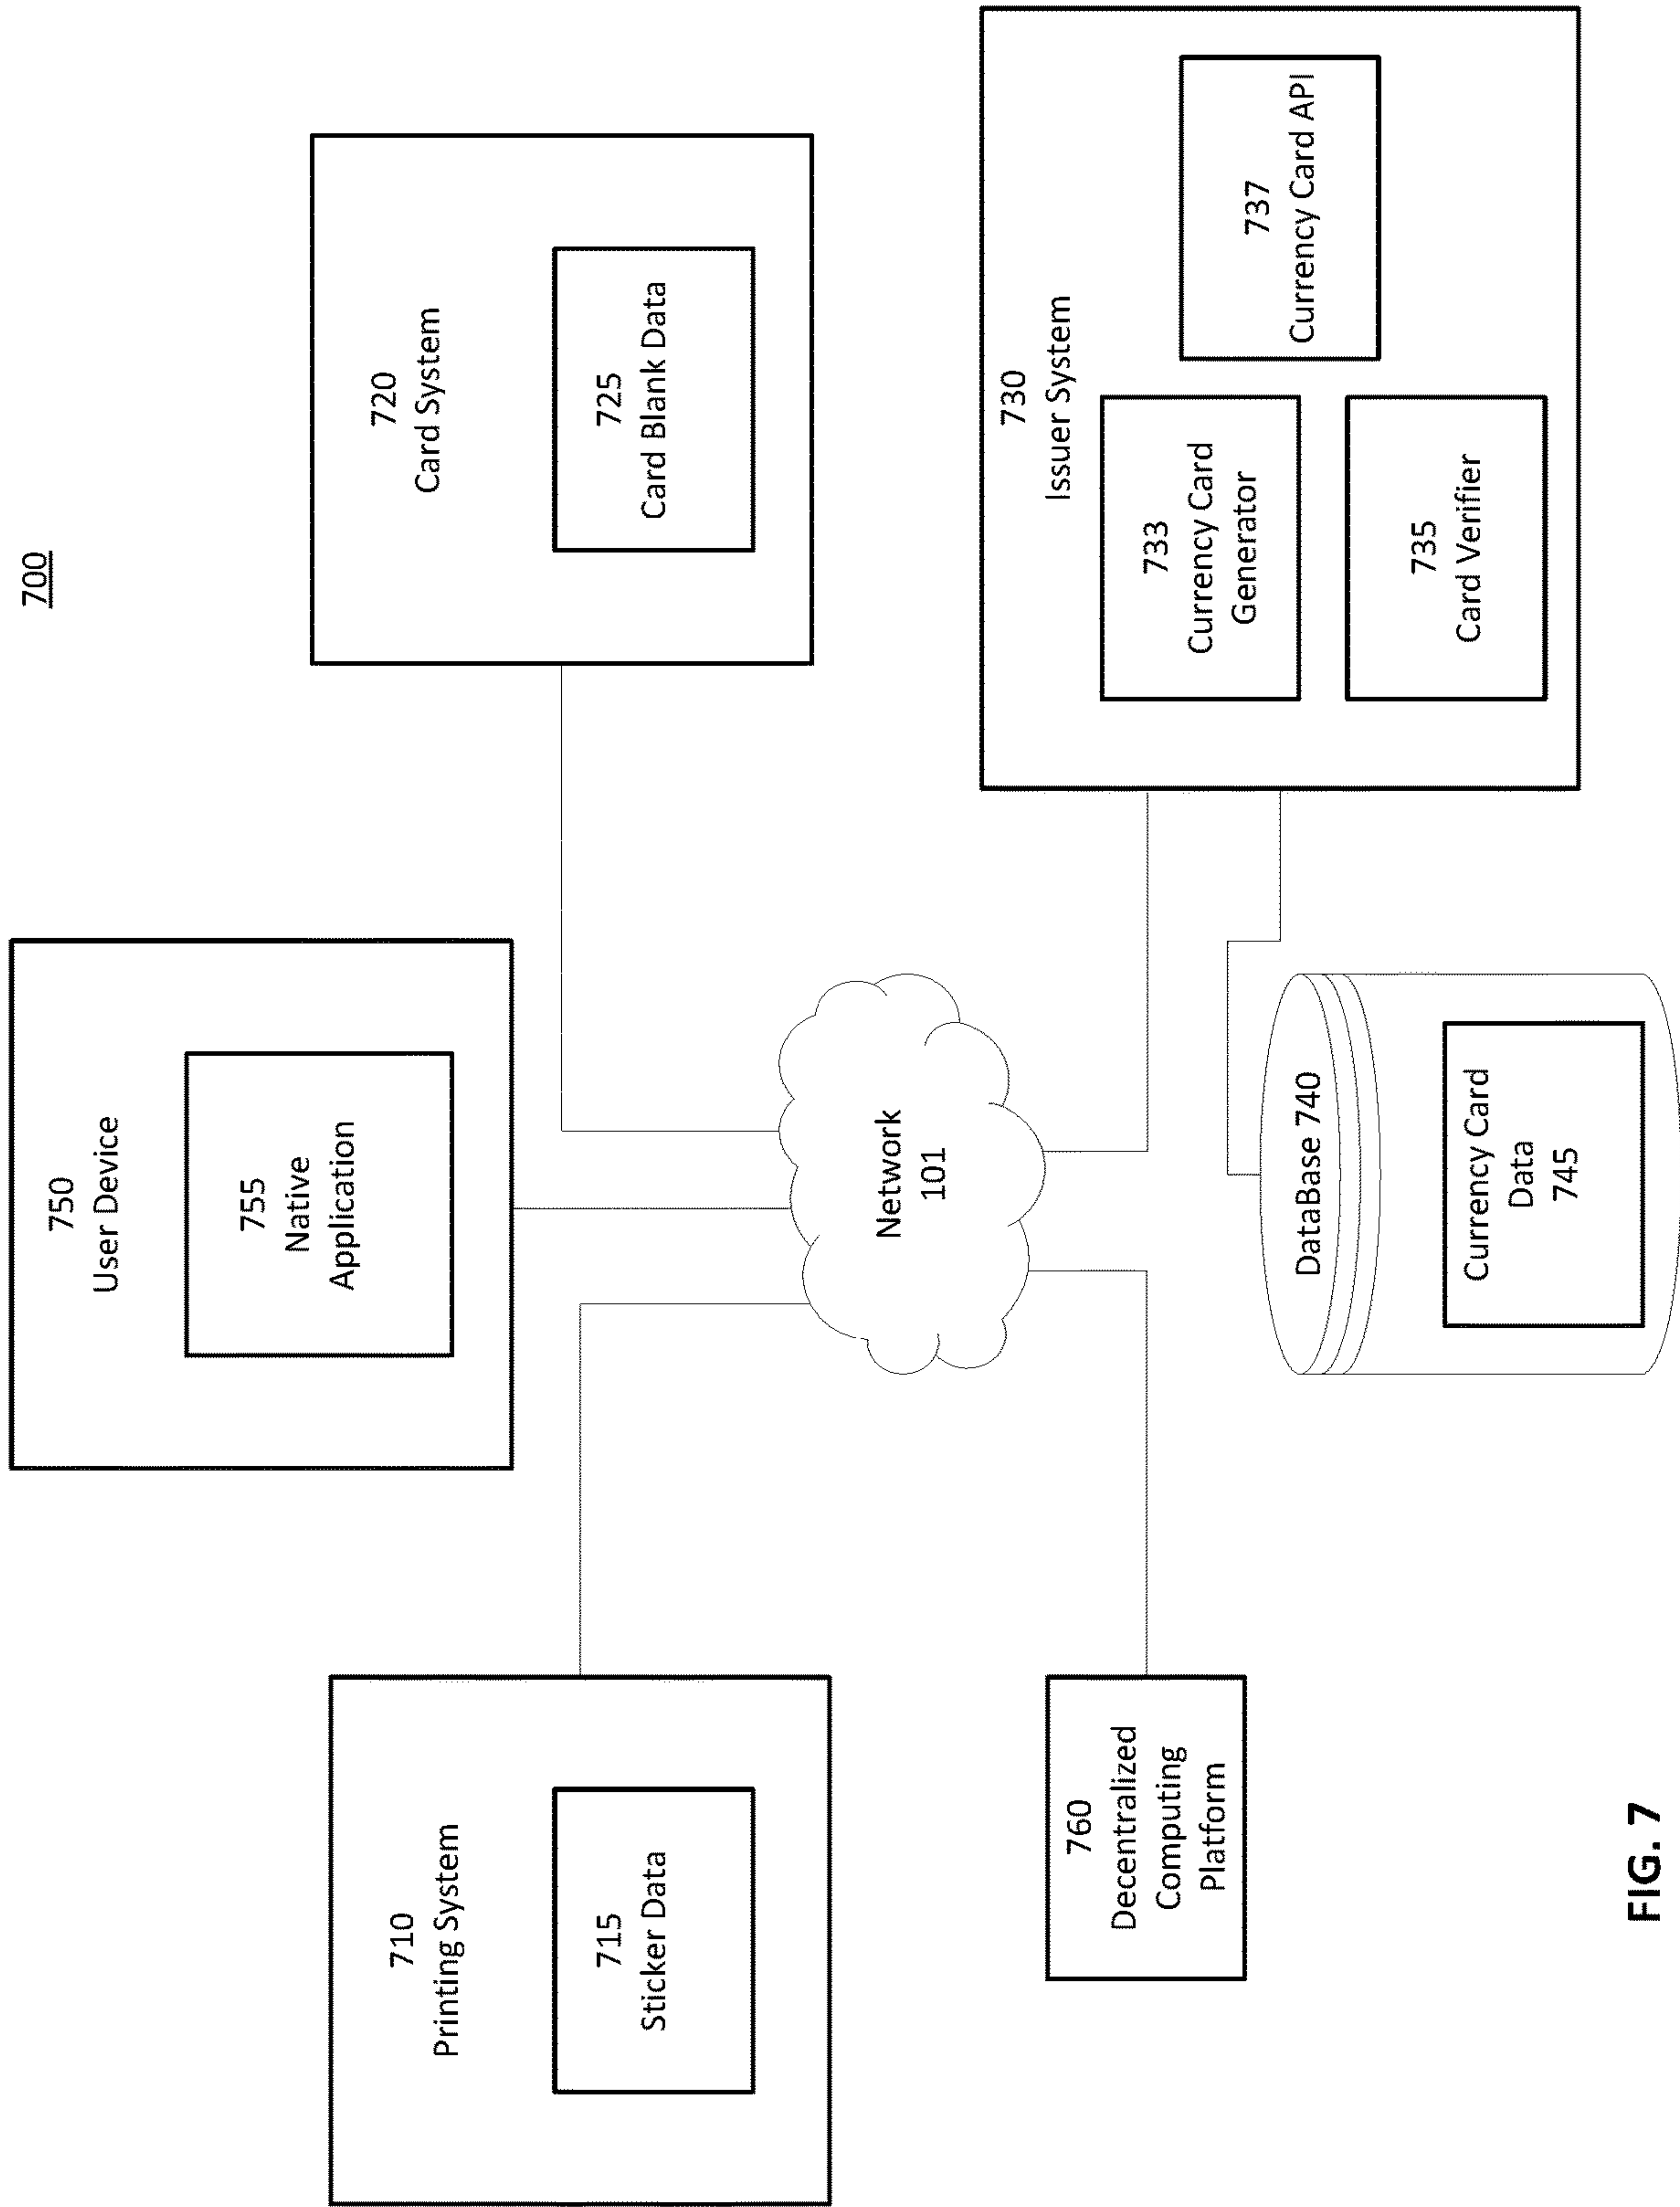 700
750
User Device
755
Native
Application
710
Printing System
715
Sticker Data
720
Card System
725
Card Blank Data
Network
101
760
Decentralized
Computing
Platform
DataBase 740
Currency Card
Data
745
730
Issuer System
733
Currency Card
Generator
737
Currency Card API
735
Card Verifier
FIG. 7